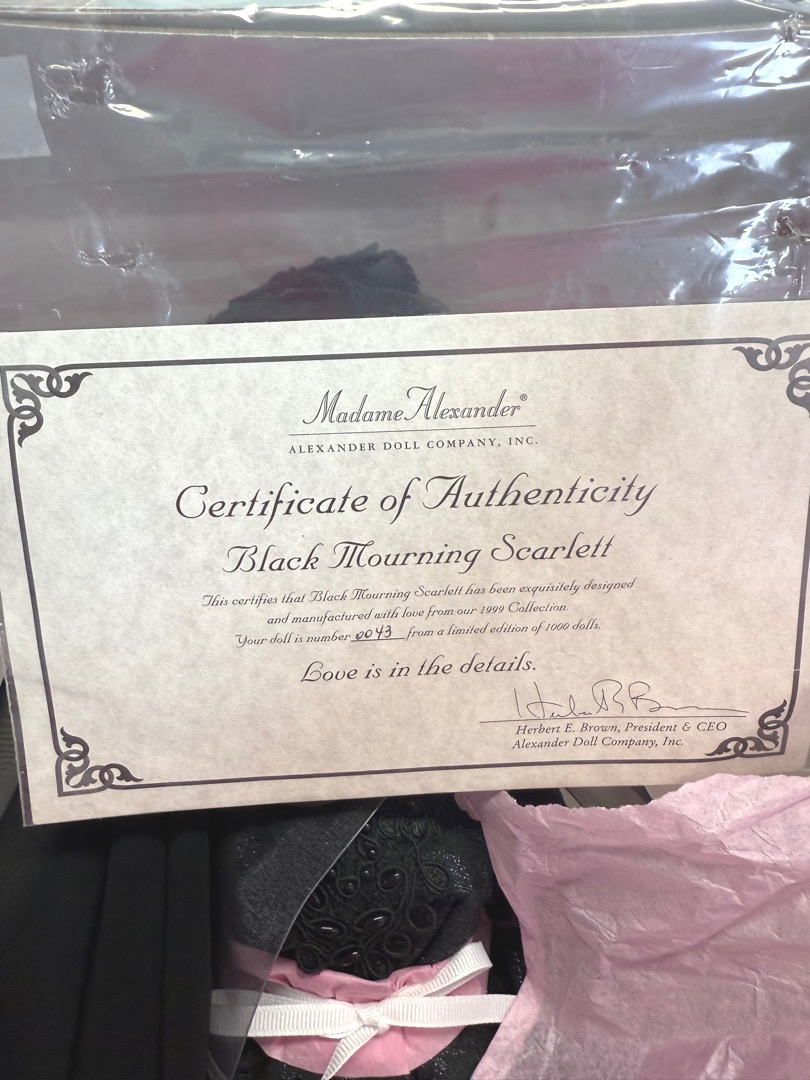 Madame Alexander®
ALEXANDER DOLL COMPANY, INC.
Certificate of Authenticity
Black Mourning Scarlett
This certifies that Black Mourning Scarlett has been exquisitely designed
and manufactured with love from our 1999 Collection.
Your doll is number 0043 from a limited edition of 1000 dolls.
Love is in the details.
Herbert E. Brown, President & CEO
Alexander Doll Company, Inc.